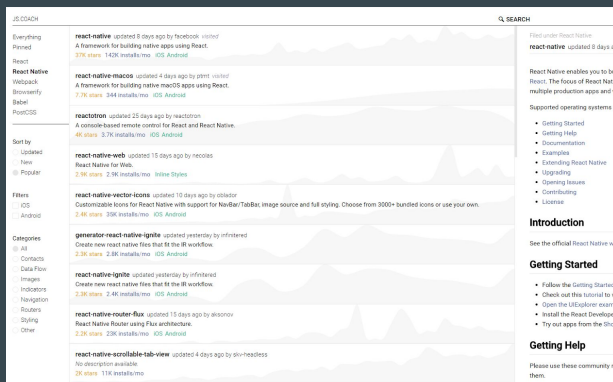 JS.COACH
SEARCH
Everything
Pinned
React
React Native
Webpack
Browserify
Babel
PostCSS
Sort by
Updated
New
Popular
Filters
iOS
Android
Categories
All
Contacts
Data Flow
Images
Indicators
Navigation
Routers
Styling
Other
react-native updated 8 days ago by facebook visited
A framework for building native apps using React.
37K stars 142K installs/mo iOS Android
react-native-macos updated 4 days ago by ptmt visited
A framework for building native macOS apps using React.
7.7K stars 344 installs/mo iOS Android
reactotron updated 25 days ago by reactotron
A console-based remote control for React and React Native.
4K stars 3.7K installs/mo iOS Android
react-native-web updated 15 days ago by necolas
React Native for Web.
2.9K stars 2.9K installs/mo Inline Styles
react-native-vector-icons updated 10 days ago by oblador
Customizable Icons for React Native with support for NavBar/TabBar, image source and full styling. Choose from 3000+ bundled icons or use your own.
2.4K stars 35K installs/mo iOS Android
generator-react-native-ignite updated yesterday by infinitered
Create new react native files that fit the IR workflow.
2.3K stars 2.8K installs/mo iOS Android
react-native-ignite updated yesterday by infinitered
Create new react native files that fit the IR workflow.
2.3K stars 2.4K installs/mo iOS Android
react-native-router-flux updated 15 days ago by aksonov
React Native Router using Flux architecture.
2.2K stars 23K installs/mo iOS Android
react-native-scrollable-tab-view updated 4 days ago by skv-headless
No description available
2K stars 11K installs/mo
Filed under React Native
react-native updated 8 days
React Native enables you to
React. The focus of React
multiple production apps and
Supported operating systems
Getting Started
Getting Help
Documentation
Examples
Extending React Native
Upgrading
Opening Issues
Contributing
License
Introduction
See the official React Native
Getting Started
Follow the Getting Started
Check out this tutorial to
Open the UIExplorer
Install the React
Try out apps from the
Getting Help
Please use these community
them.